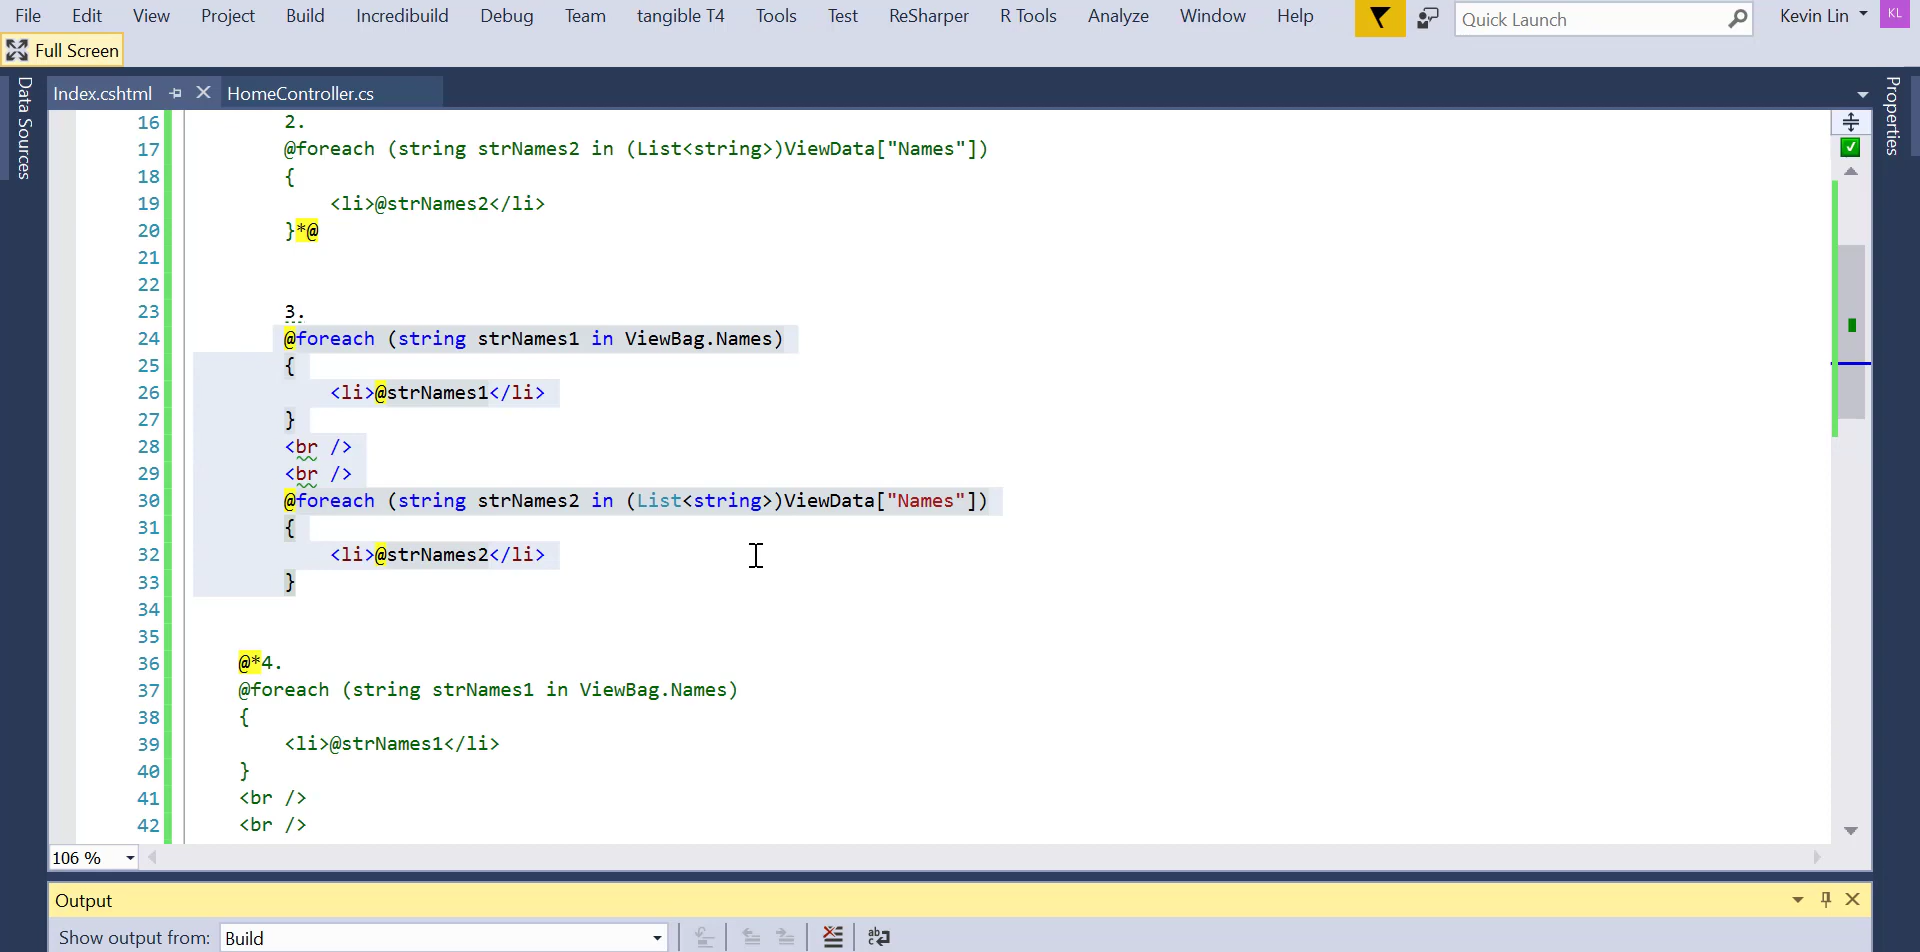 File Edit View Project Build Incredibuild Debug Team tangible T4 Tools Test ReSharper R Tools Analyze Window Help Quick Launch Kevin Lin KL
Full Screen
Data Sources
Index.cshtml HomeController.cs
Properties
16 2.
17 @foreach (string strNames2 in (List<string>)ViewData["Names"])
18 {
19 <li>@strNames2</li>
20 }*@
21
22
23 3.
24 @foreach (string strNames1 in ViewBag.Names)
25 {
26 <li>@strNames1</li>
27 }
28 <br />
29 <br />
30 @foreach (string strNames2 in (List<string>)ViewData["Names"])
31 {
32 <li>@strNames2</li>
33 }
34
35
36 @*4.
37 @foreach (string strNames1 in ViewBag.Names)
38 {
39 <li>@strNames1</li>
40 }
41 <br />
42 <br />
106 %
Output
Show output from: Build